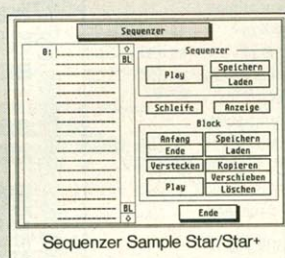 Sequenzer
0:
BL
Sequenzer
Play
Speichern
Laden
Schleife
Anzeige
Block
Anfang
Speichern
Ende
Laden
Verstecken
Kopieren
Play
Verschieben
Löschen
BL
Ende
Sequenzer Sample Star/Star+